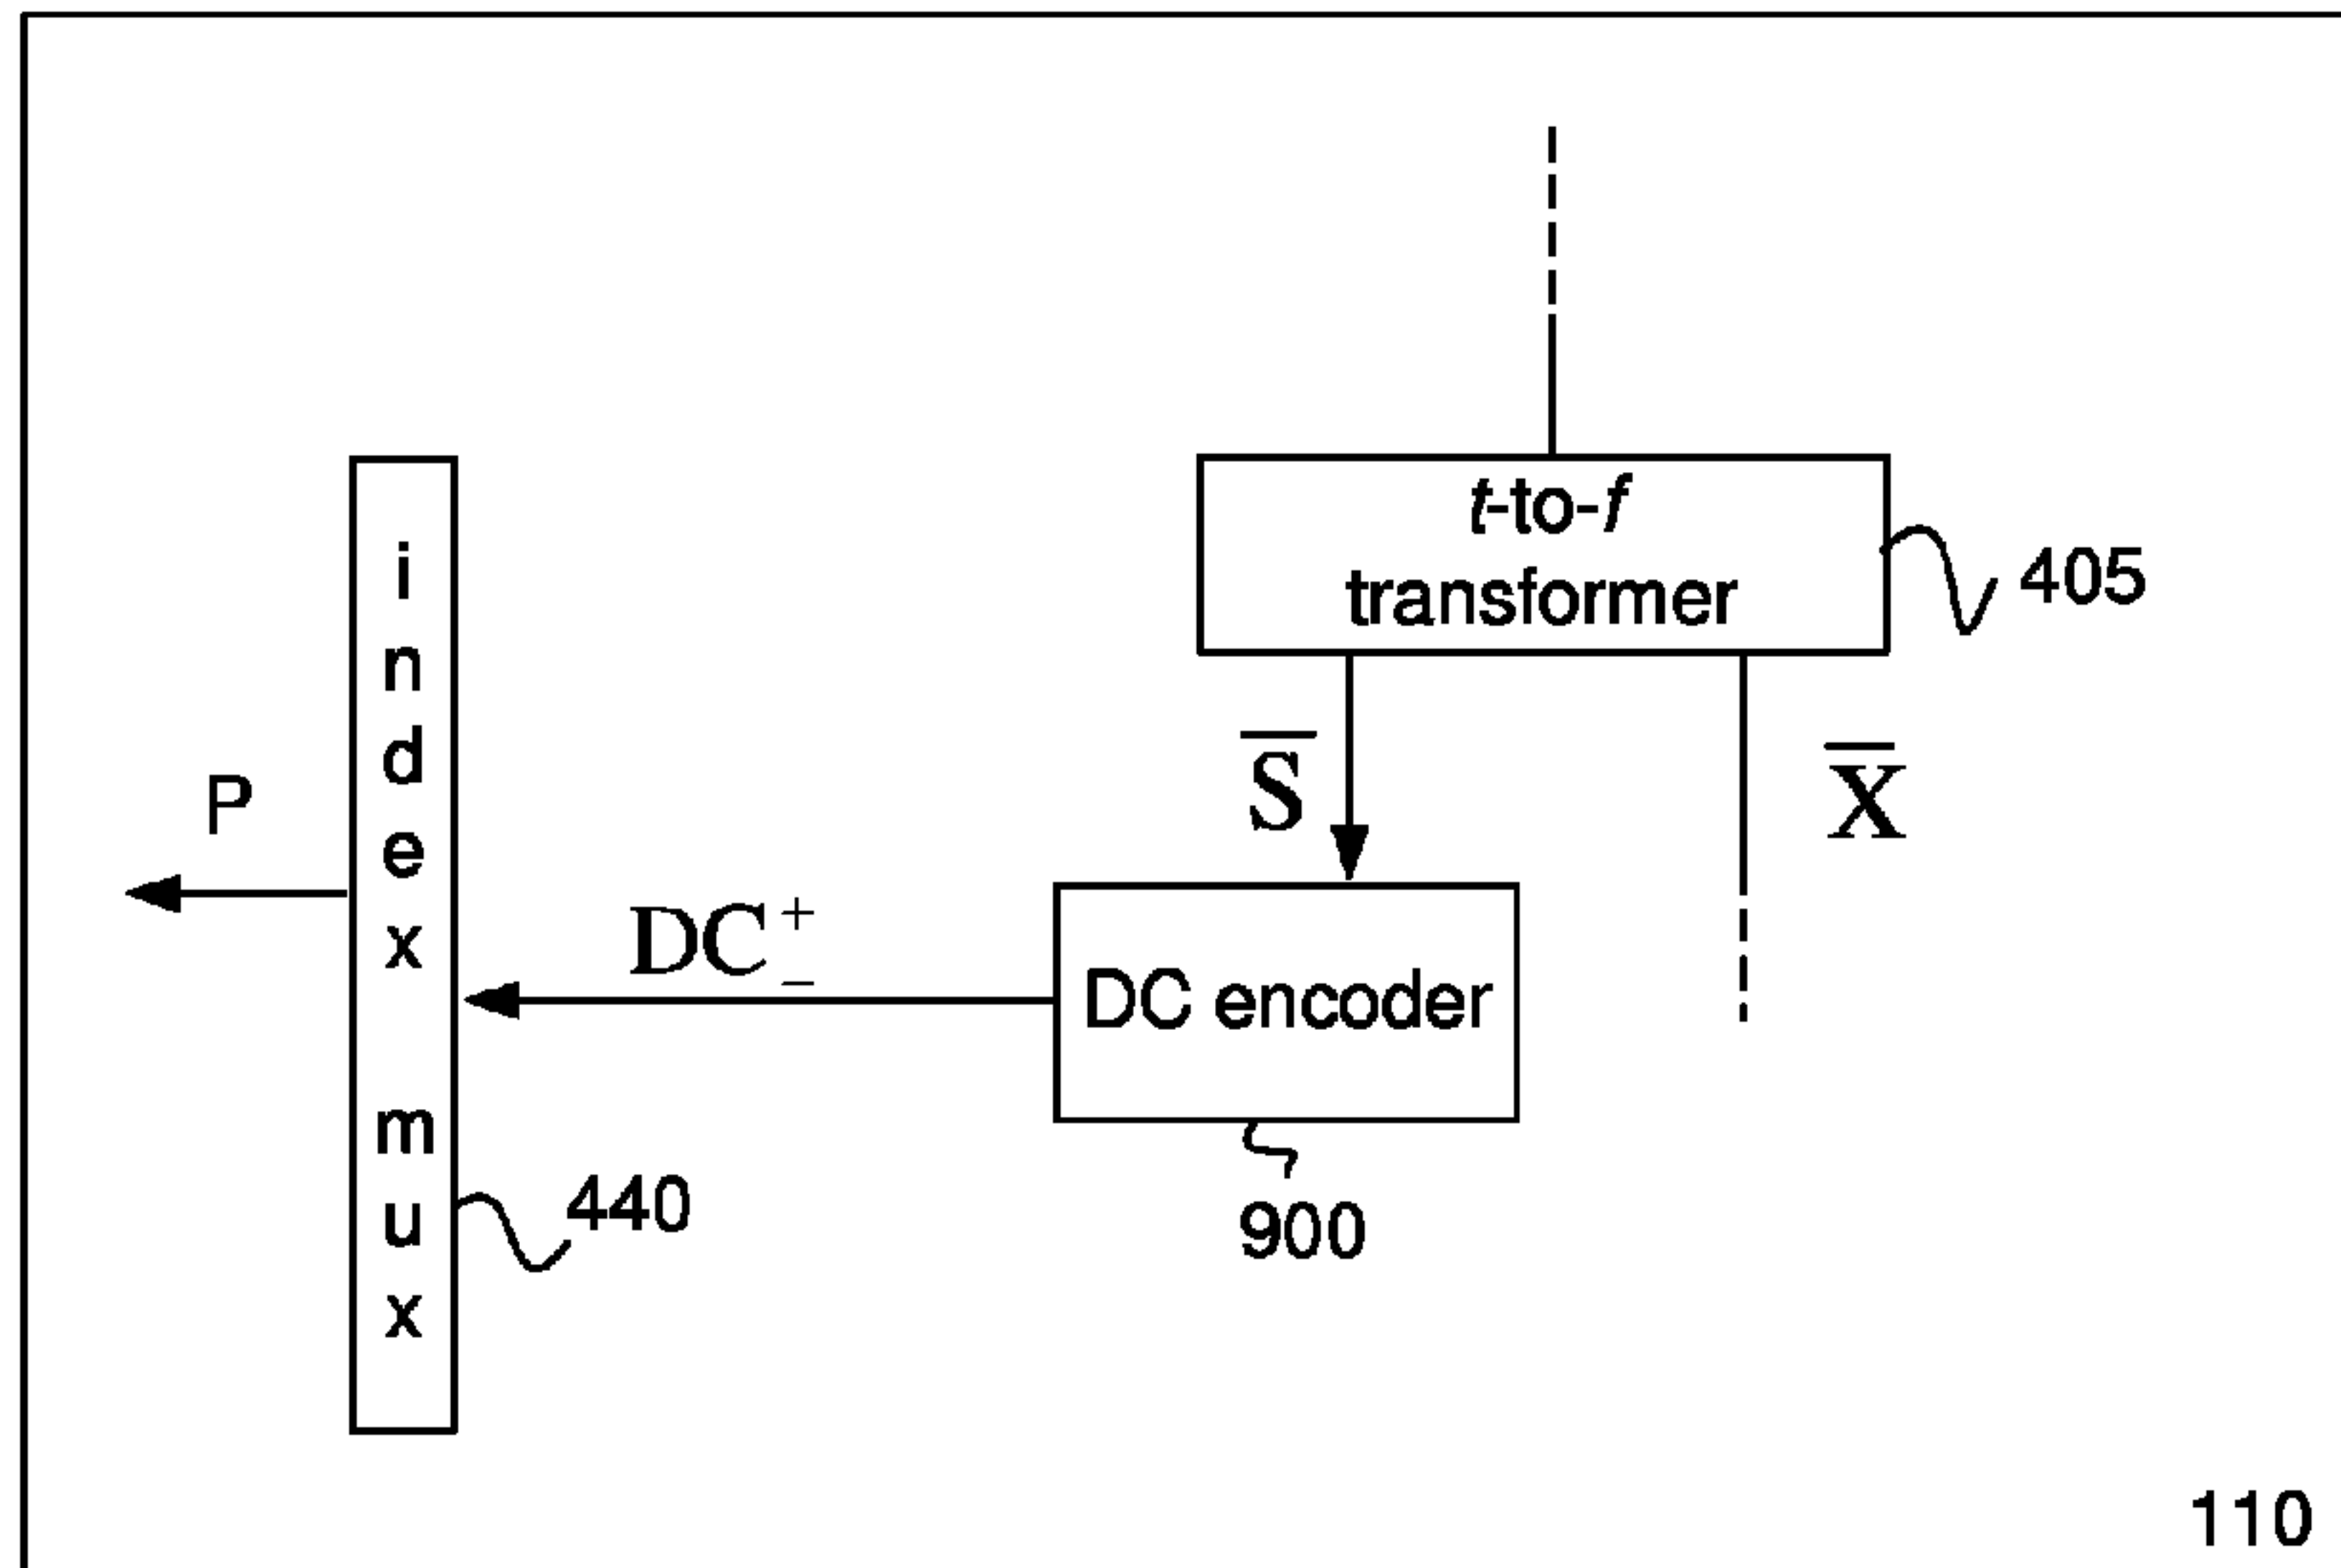 t-to-f
transformer
405
S̅
X̅
P
DC⁺₋
DC encoder
index mux
440
900
110